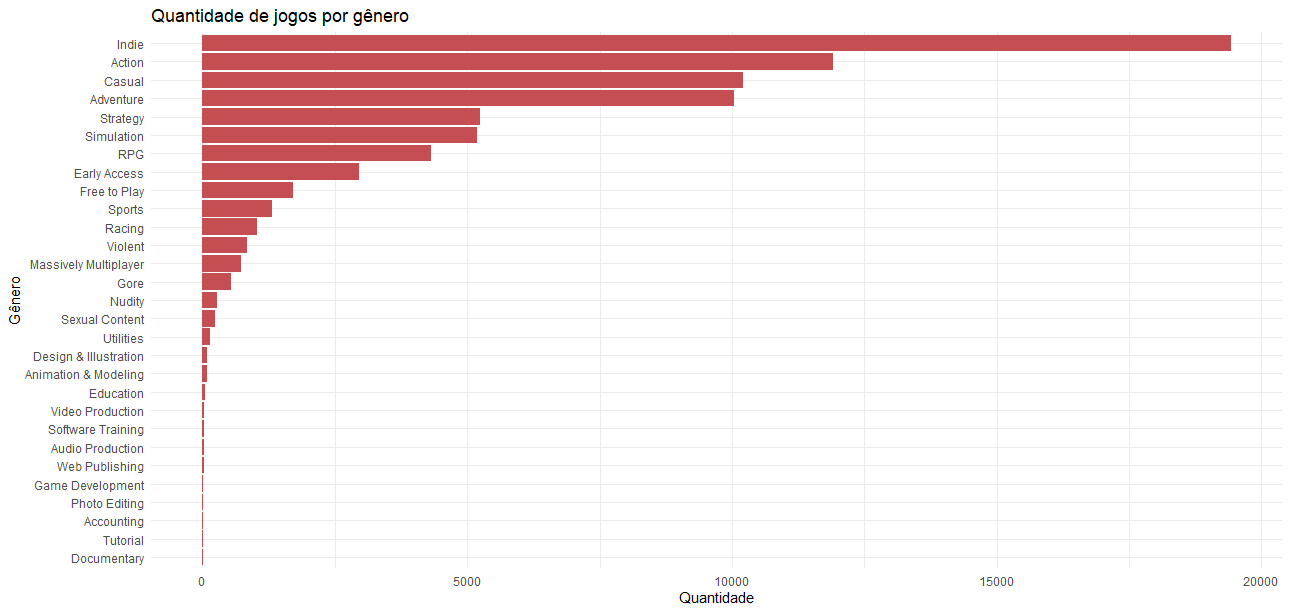 Quantidade de jogos por gênero
Gênero
Indie
Action
Casual
Adventure
Strategy
Simulation
RPG
Early Access
Free to Play
Sports
Racing
Violent
Massively Multiplayer
Gore
Nudity
Sexual Content
Utilities
Design & Illustration
Animation & Modeling
Education
Video Production
Software Training
Audio Production
Web Publishing
Game Development
Photo Editing
Accounting
Tutorial
Documentary
0 5000 10000 15000 20000
Quantidade